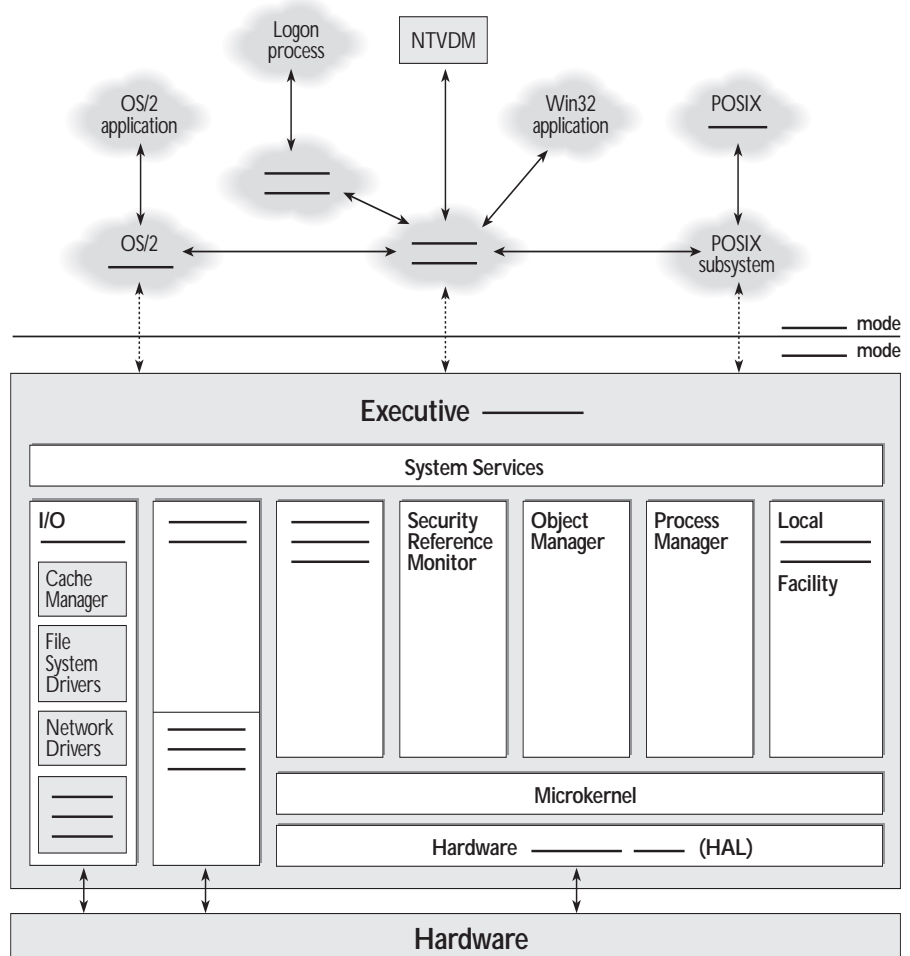 Logon
process
NTVDM
OS/2
application
Win32
application
POSIX
OS/2
POSIX
subsystem
mode
mode
Executive
System Services
I/O
Cache
Manager
File
System
Drivers
Network
Drivers
Security
Reference
Monitor
Object
Manager
Process
Manager
Local
Facility
Microkernel
Hardware (HAL)
Hardware